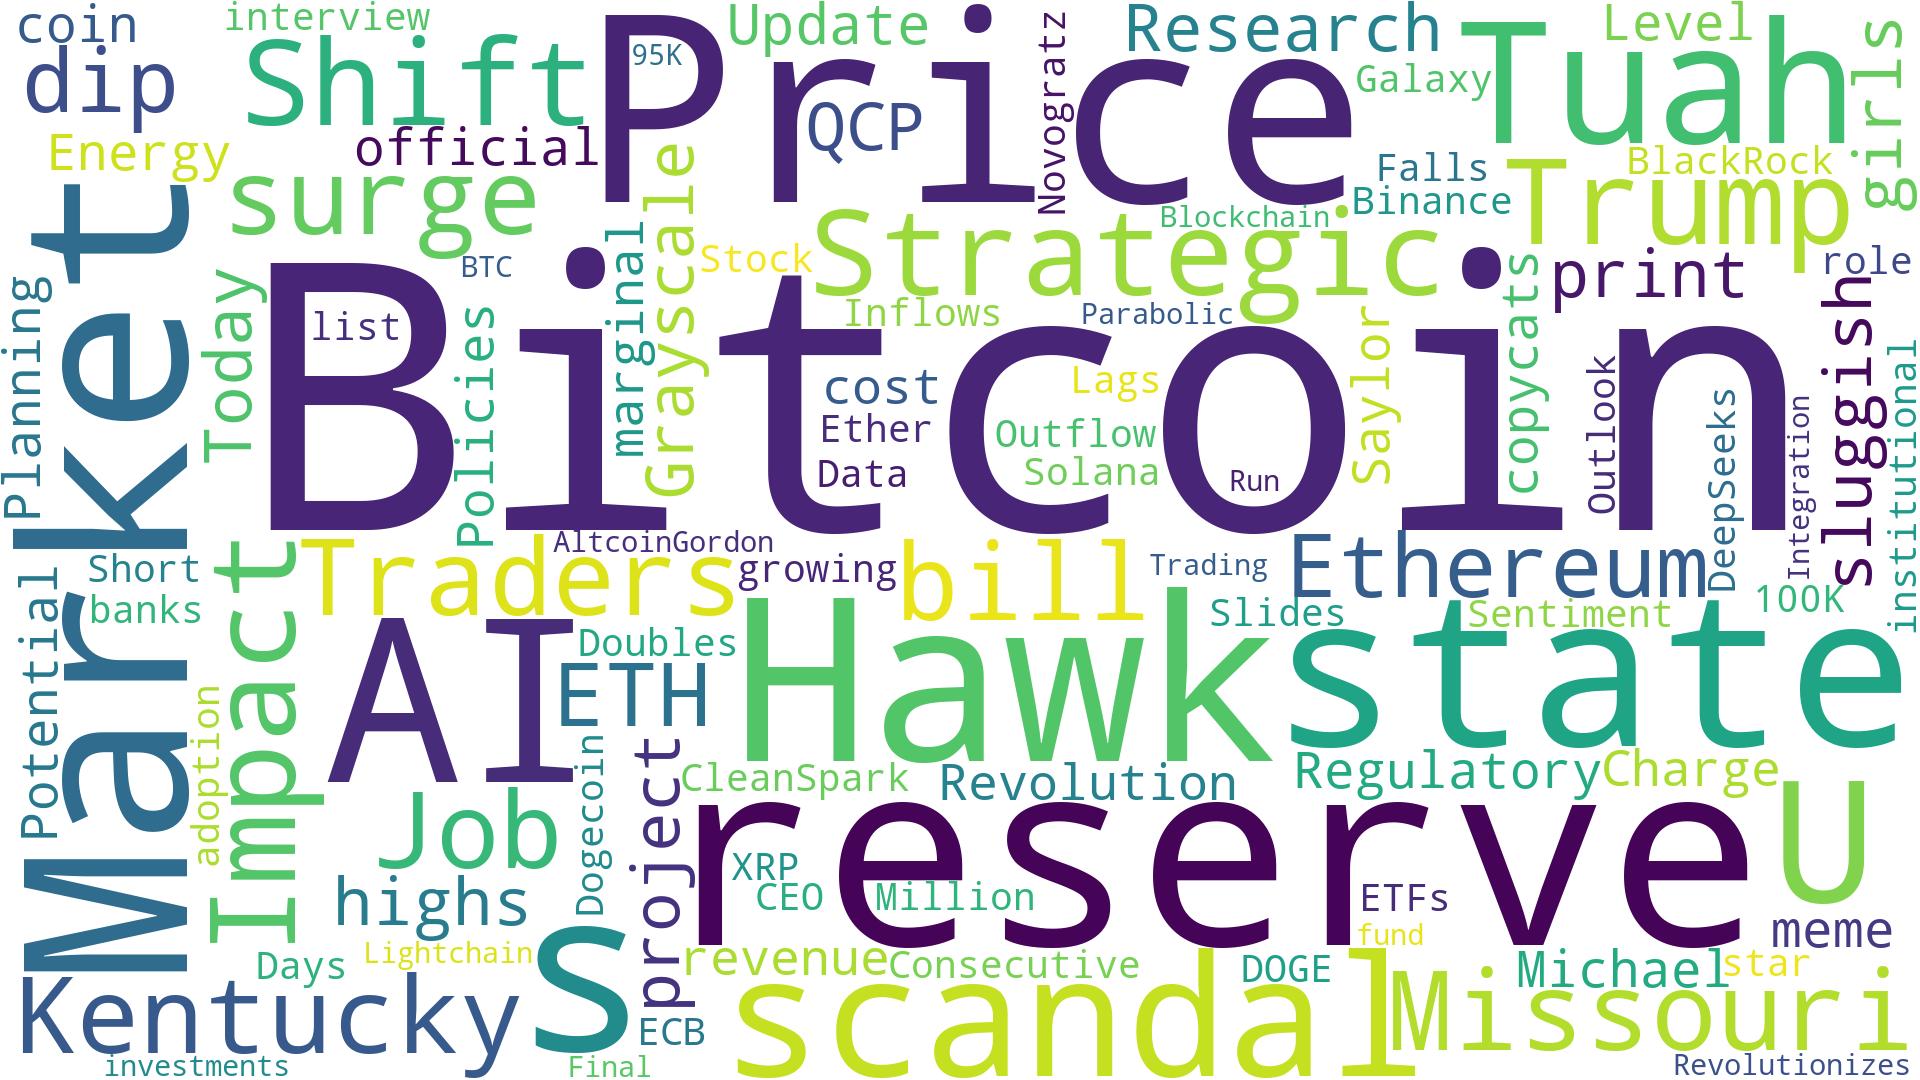 coin
interview
Price
Update
Novogratz
Research
Tuah
Level
girls
dip
Shift
95K
QCP
Galaxy
Energy
official
Grayscale
Falls
BlackRock
Market
surge
Binance
Trump
Strategic
Blockchain
Planning
Today
BTC
marginal
Stock
copycats
print
role
Bitcoin
list
Policies
Inflows
Parabolic
Saylor
Outlook
sluggish
cost
Lags
DeepSeeks
Integration
institutional
Ether
Outflow
Data
Solana
Run
Short
banks
Impact
Traders
AltcoinGordon
growing
bill
Trading
Ethereum
100K
Potential
AI
Doubles
Hawk
Slides
Sentiment
state
ETH
adoption
Job
Dogecoin
project
CleanSpark
Revolution
Regulatory
Charge
U
highs
XRP
CEO
Million
reserve
ETFs
fund
meme
Days
Lightchain
S
revenue
Consecutive
DOGE
Michael
star
Kentucky
ECB
scandal
Missouri
investments
Final
Revolutionizes